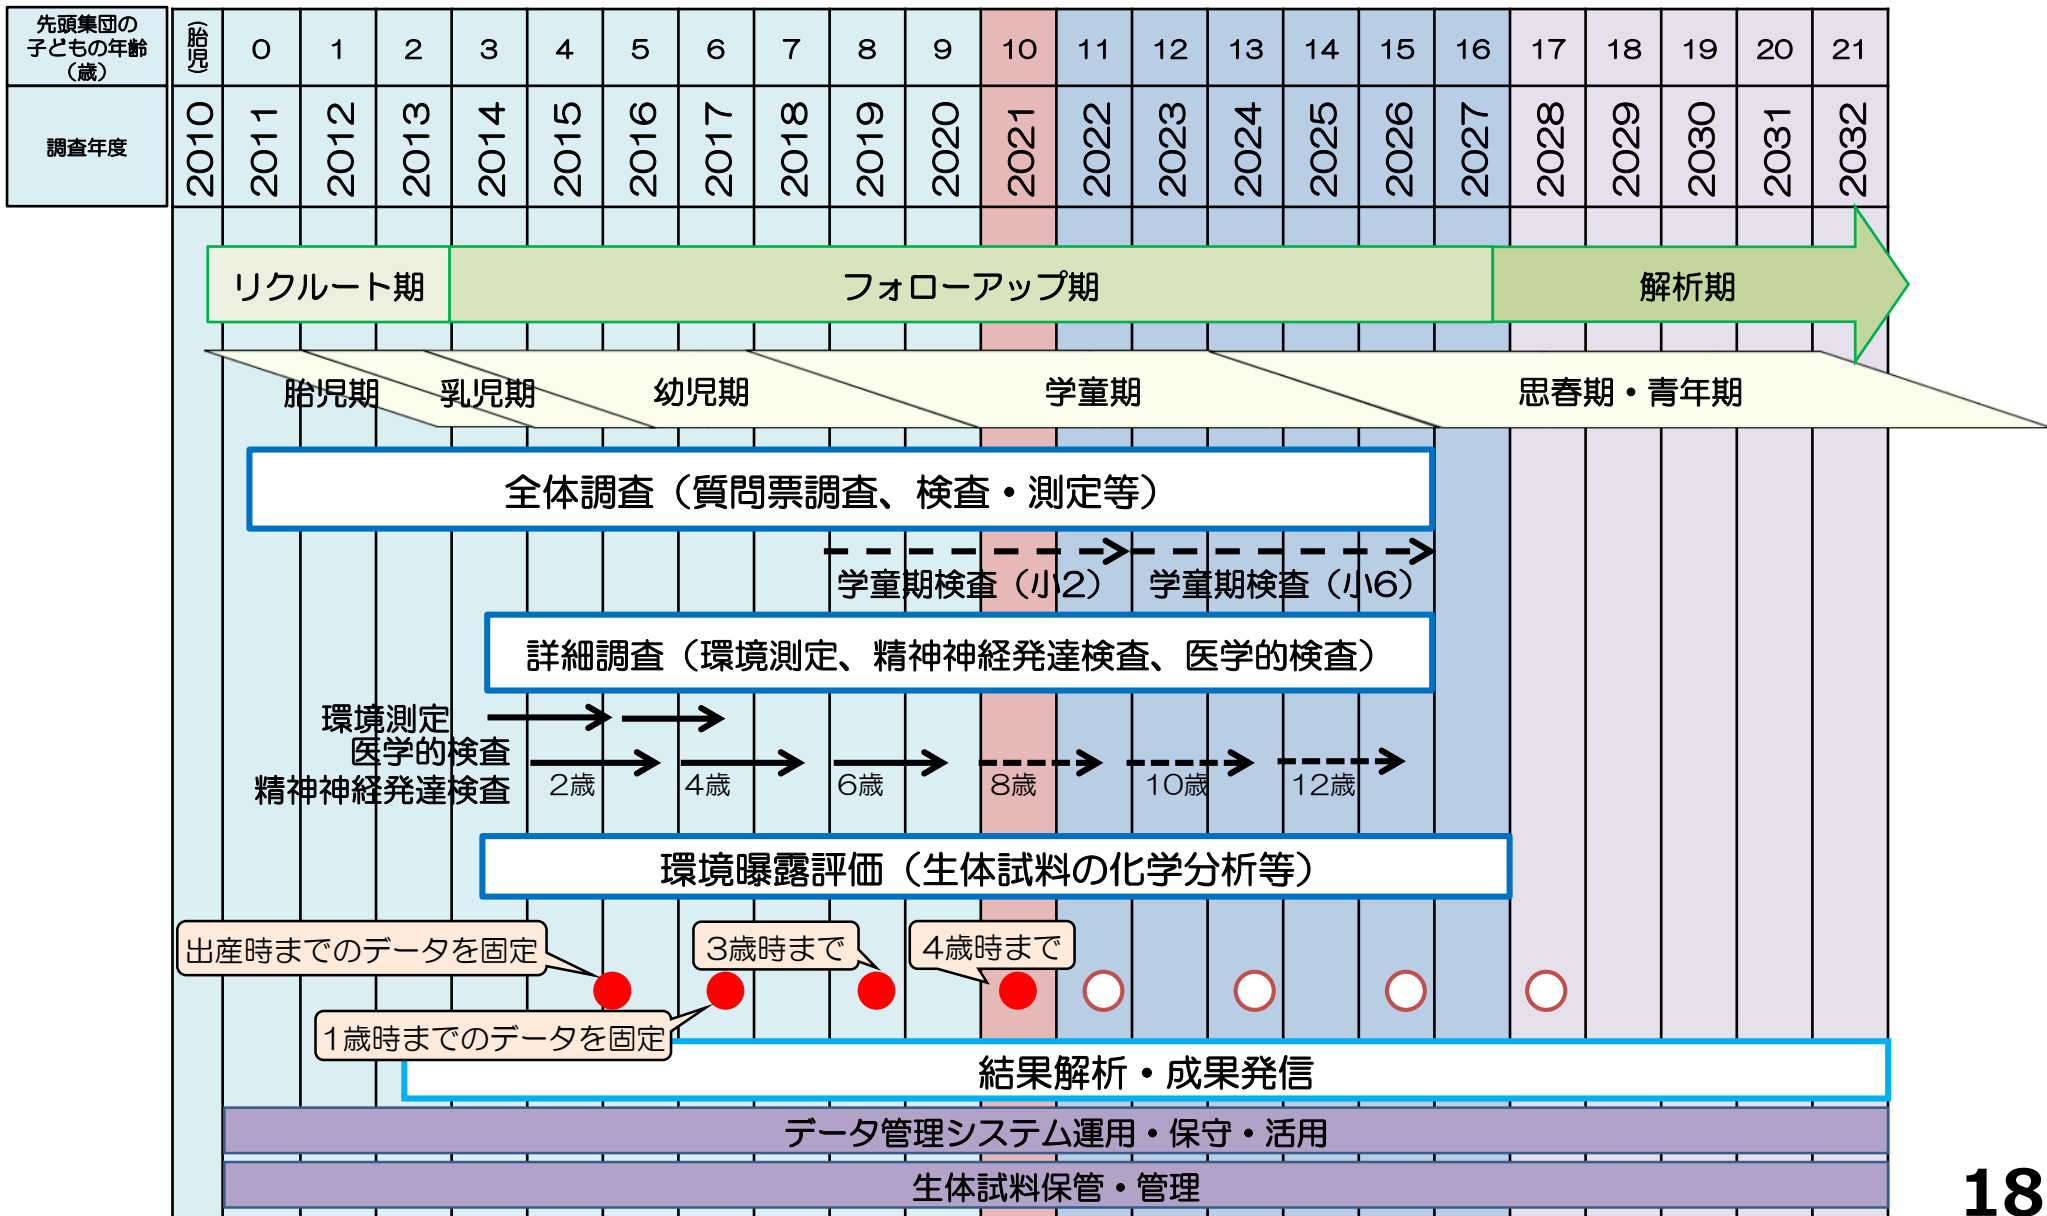 先頭集団の
子どもの年齢
（歳）
（胎児） 0 1 2 3 4 5 6 7 8 9 10 11 12 13 14 15 16 17 18 19 20 21
調査年度 2010 2011 2012 2013 2014 2015 2016 2017 2018 2019 2020 2021 2022 2023 2024 2025 2026 2027 2028 2029 2030 2031 2032
リクルート期 フォローアップ期 解析期
胎児期 乳児期 幼児期 学童期 思春期・青年期
全体調査（質問票調査、検査・測定等）
学童期検査（小2） 学童期検査（小6）
詳細調査（環境測定、精神神経発達検査、医学的検査）
環境測定
医学的検査
精神神経発達検査 2歳 4歳 6歳 8歳 10歳 12歳
環境曝露評価（生体試料の化学分析等）
出産時までのデータを固定 3歳時まで 4歳時まで
1歳時までのデータを固定
結果解析・成果発信
データ管理システム運用・保守・活用
生体試料保管・管理
18